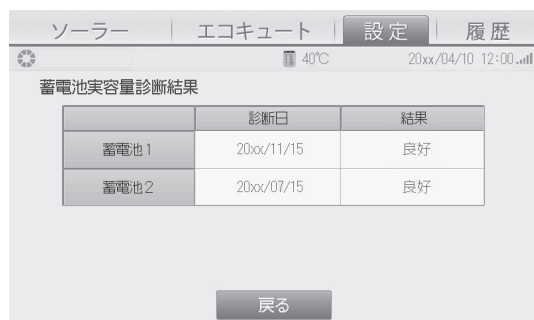 ソーラー エコキュート 設定 履歴
40℃ 20xx/04/10 12:00
蓄電池実容量診断結果
診断日 結果
蓄電池1 20xx/11/15 良好
蓄電池2 20xx/07/15 良好
戻る